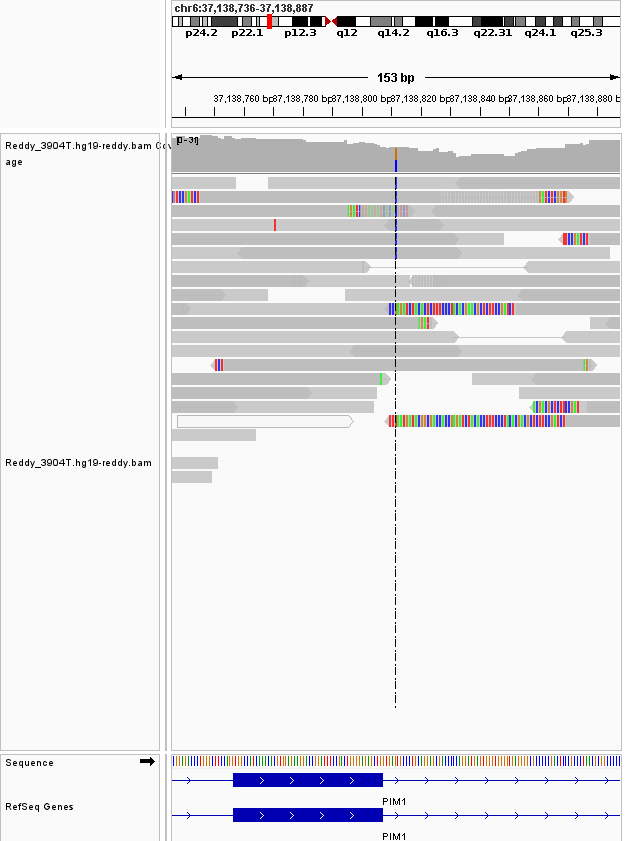 chr6:37,138,736-37,138,887
p24.2 p22.1 p12.3 q12 q14.2 q16.3 q22.31 q24.1 q25.3
153 bp
37,138,760 bp 37,138,780 bp 37,138,800 bp 37,138,820 bp 37,138,840 bp 37,138,860 bp 37,138,880 b
[0 - 31]
Reddy_3904T.hg19-reddy.bam Cov
age
Reddy_3904T.hg19-reddy.bam
Sequence
PIM1
RefSeq Genes
PIM1